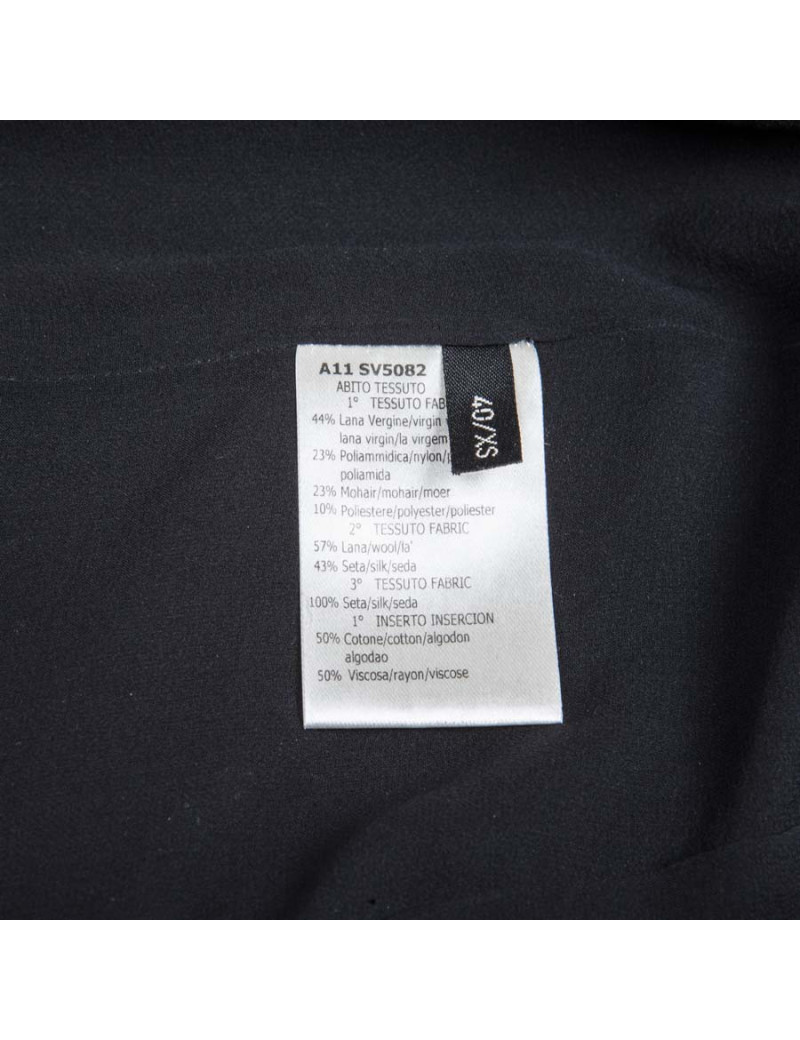 A11 SV5082
ABITO TESSUTO
1° TESSUTO FAB
44% Lana Vergine/virgin
lana virgin/la virgem
23% Poliammidica/nylon/
poliamida
23% Mohair/mohair/moer
10% Poliestere/polyester/poliester
2° TESSUTO FABRIC
57% Lana/wool/la'
43% Seta/silk/seda
3° TESSUTO FABRIC
100% Seta/silk/seda
1° INSERTO INSERCION
50% Cotone/cotton/algodon
algodao
50% Viscosa/rayon/viscose
40/XS